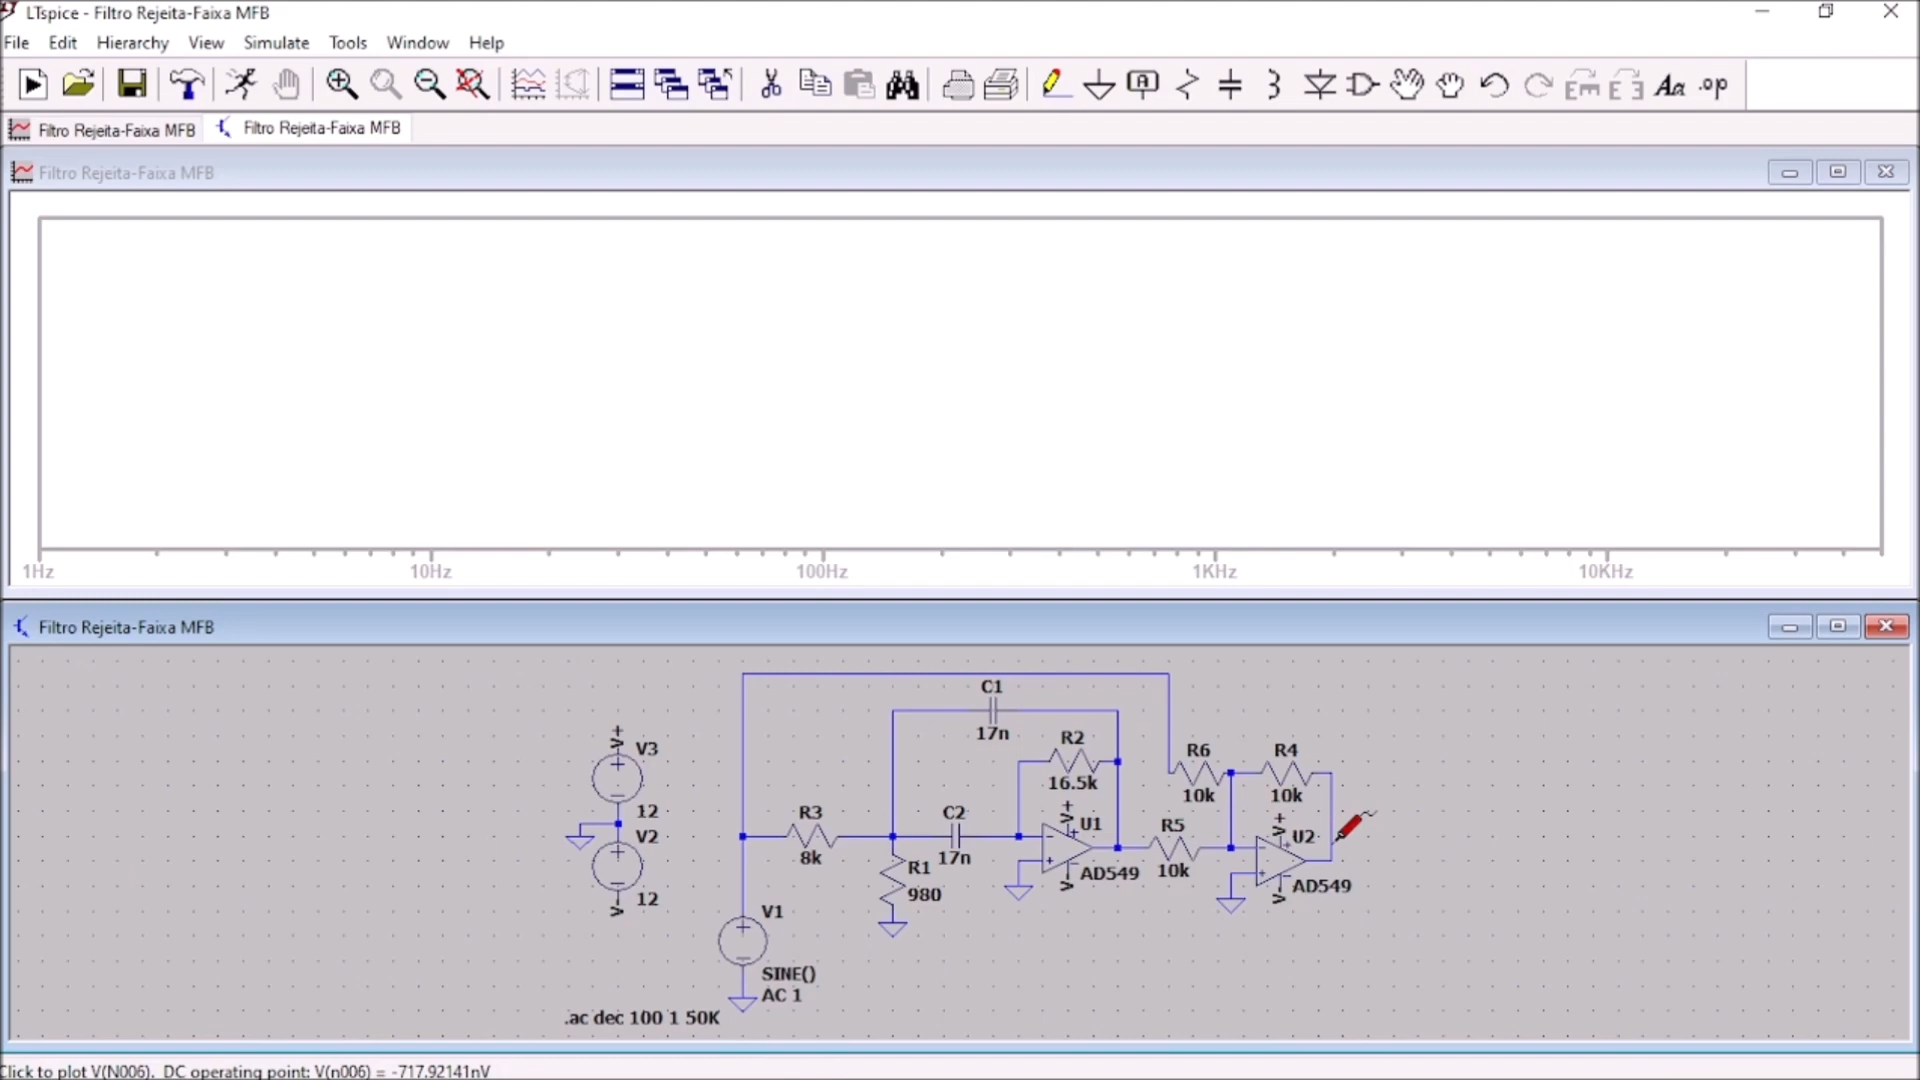 LTspice - Filtro Rejeita-Faixa MFB
File Edit Hierarchy View Simulate Tools Window Help
A Aa .op
Filtro Rejeita-Faixa MFB Filtro Rejeita-Faixa MFB
Filtro Rejeita-Faixa MFB
1Hz 10Hz 100Hz 1KHz 10KHz
Filtro Rejeita-Faixa MFB
C1
17n
V+
V3
12
V2
12
V-
R2
16.5k
R6
10k
R4
10k
R3
8k
C2
17n
V+
U1
AD549
V-
R5
10k
V+
U2
AD549
V-
R1
980
V1
SINE()
AC 1
.ac dec 100 1 50K
Click to plot V(N006). DC operating point: V(n006) = -717.92141nV